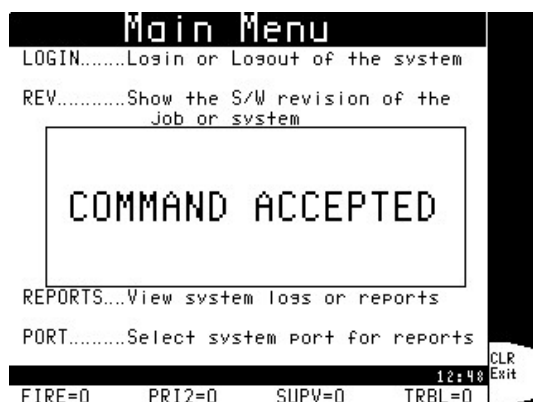 Main Menu
LOGIN.......Login or Logout of the system
REV...........Show the S/W revision of the
Job or system
COMMAND ACCEPTED
REPORTS....View system logs or reports
PORT.........Select system port for reports
CLR
12:48 Exit
FIRE=0 PRI2=0 SUPV=0 TRBL=0